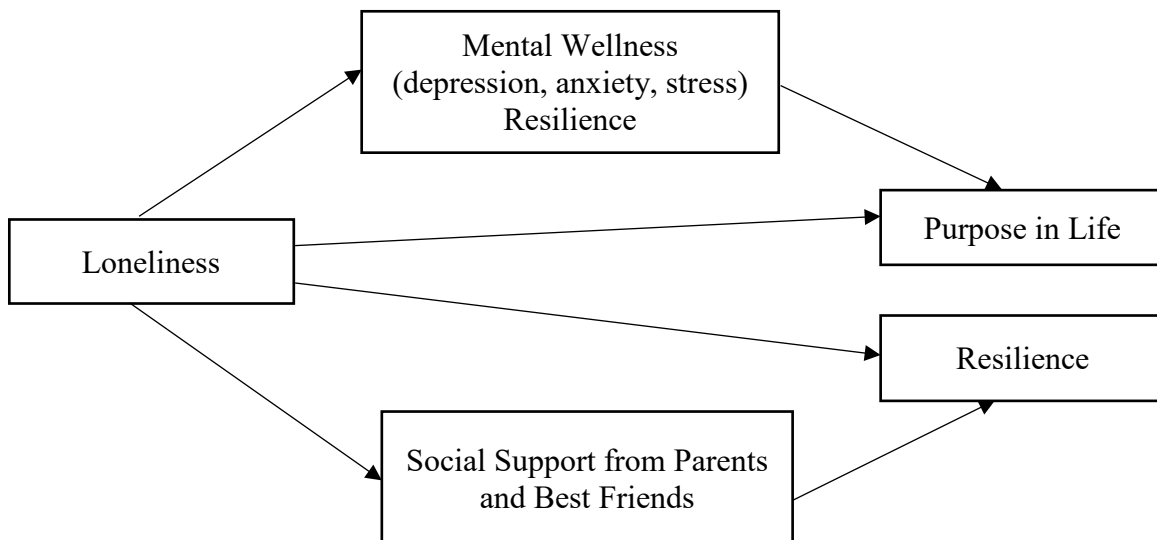 Mental Wellness
(depression, anxiety, stress)
Resilience
Purpose in Life
Loneliness
Resilience
Social Support from Parents
and Best Friends